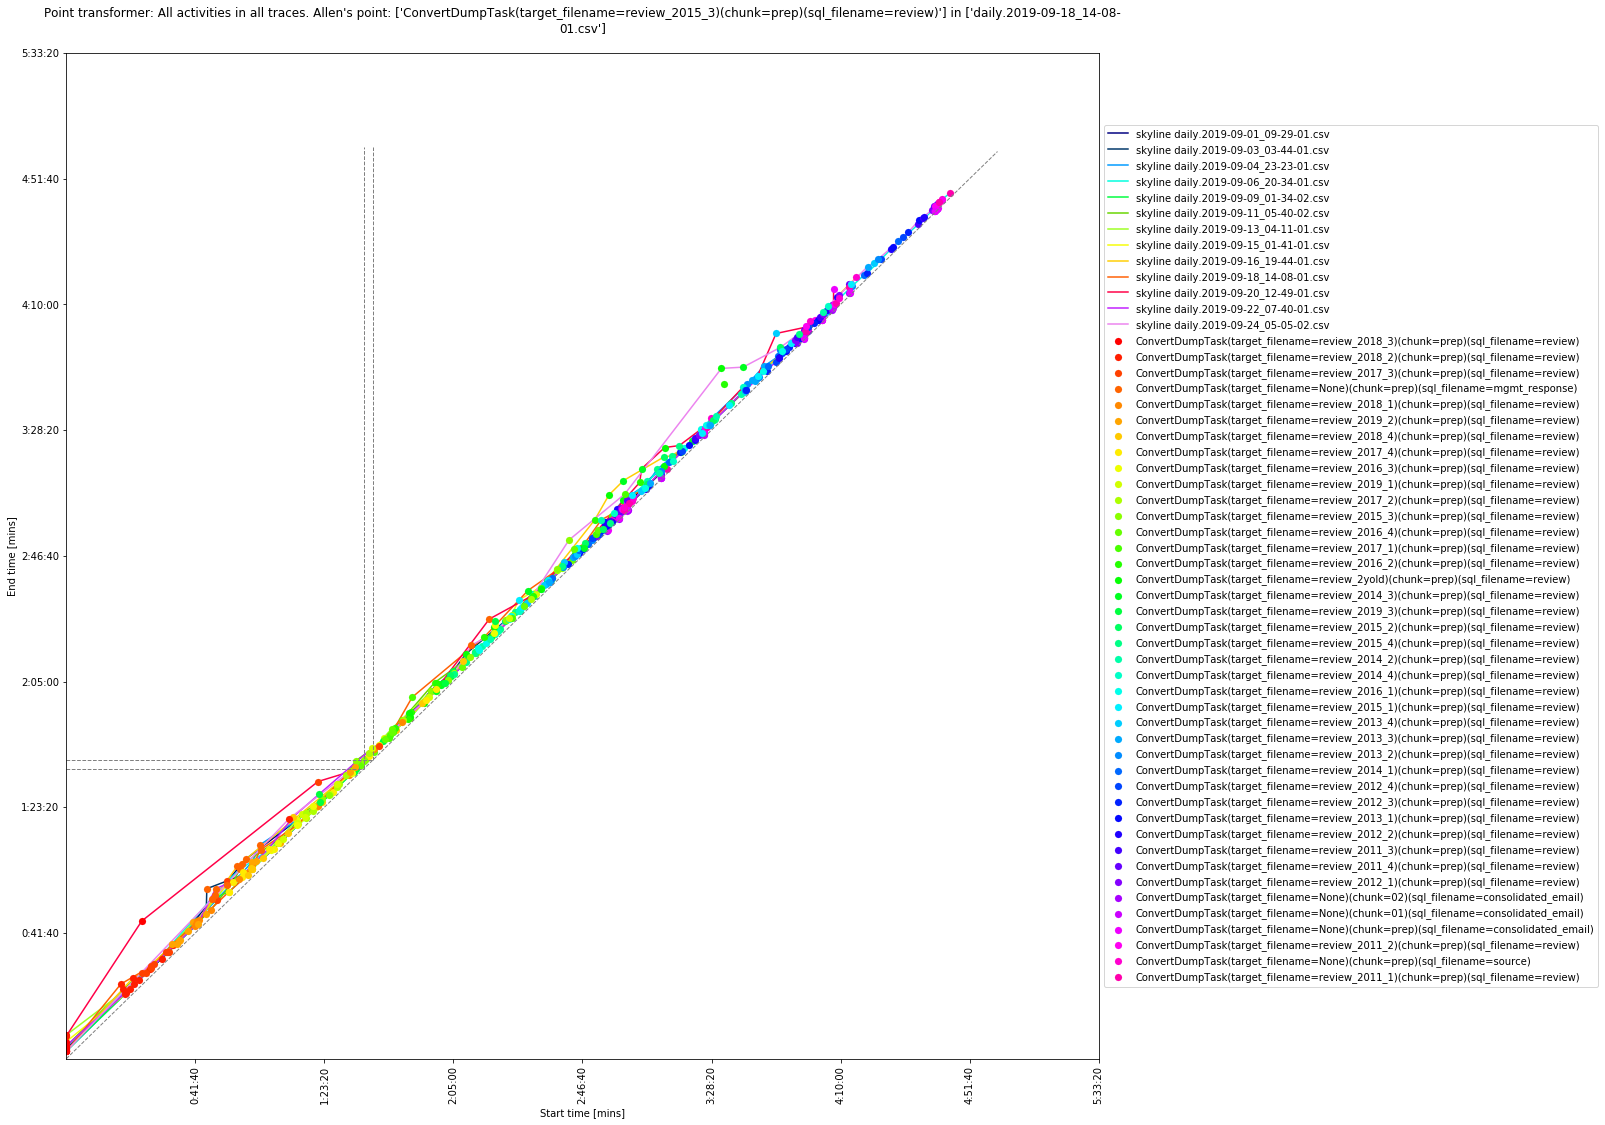 Point transformer: All activities in all traces. Allen's point: ['ConvertDumpTask(target_filename=review_2015_3)(chunk=prep)(sql_filename=review)'] in ['daily.2019-09-18_14-08-
01.csv']
5:33:20
4:51:40
4:10:00
3:28:20
2:46:40
2:05:00
1:23:20
0:41:40
End time [mins]
0:41:40
1:23:20
2:05:00
2:46:40
3:28:20
4:10:00
4:51:40
5:33:20
Start time [mins]
skyline daily.2019-09-01_09-29-01.csv
skyline daily.2019-09-03_03-44-01.csv
skyline daily.2019-09-04_23-23-01.csv
skyline daily.2019-09-06_20-34-01.csv
skyline daily.2019-09-09_01-34-02.csv
skyline daily.2019-09-11_05-40-02.csv
skyline daily.2019-09-13_04-11-01.csv
skyline daily.2019-09-15_01-41-01.csv
skyline daily.2019-09-16_19-44-01.csv
skyline daily.2019-09-18_14-08-01.csv
skyline daily.2019-09-20_12-49-01.csv
skyline daily.2019-09-22_07-40-01.csv
skyline daily.2019-09-24_05-05-02.csv
ConvertDumpTask(target_filename=review_2018_3)(chunk=prep)(sql_filename=review)
ConvertDumpTask(target_filename=review_2018_2)(chunk=prep)(sql_filename=review)
ConvertDumpTask(target_filename=review_2017_3)(chunk=prep)(sql_filename=review)
ConvertDumpTask(target_filename=None)(chunk=prep)(sql_filename=mgmt_response)
ConvertDumpTask(target_filename=review_2018_1)(chunk=prep)(sql_filename=review)
ConvertDumpTask(target_filename=review_2019_2)(chunk=prep)(sql_filename=review)
ConvertDumpTask(target_filename=review_2018_4)(chunk=prep)(sql_filename=review)
ConvertDumpTask(target_filename=review_2017_4)(chunk=prep)(sql_filename=review)
ConvertDumpTask(target_filename=review_2016_3)(chunk=prep)(sql_filename=review)
ConvertDumpTask(target_filename=review_2019_1)(chunk=prep)(sql_filename=review)
ConvertDumpTask(target_filename=review_2017_2)(chunk=prep)(sql_filename=review)
ConvertDumpTask(target_filename=review_2015_3)(chunk=prep)(sql_filename=review)
ConvertDumpTask(target_filename=review_2016_4)(chunk=prep)(sql_filename=review)
ConvertDumpTask(target_filename=review_2017_1)(chunk=prep)(sql_filename=review)
ConvertDumpTask(target_filename=review_2016_2)(chunk=prep)(sql_filename=review)
ConvertDumpTask(target_filename=review_2yold)(chunk=prep)(sql_filename=review)
ConvertDumpTask(target_filename=review_2014_3)(chunk=prep)(sql_filename=review)
ConvertDumpTask(target_filename=review_2019_3)(chunk=prep)(sql_filename=review)
ConvertDumpTask(target_filename=review_2015_2)(chunk=prep)(sql_filename=review)
ConvertDumpTask(target_filename=review_2015_4)(chunk=prep)(sql_filename=review)
ConvertDumpTask(target_filename=review_2014_2)(chunk=prep)(sql_filename=review)
ConvertDumpTask(target_filename=review_2014_4)(chunk=prep)(sql_filename=review)
ConvertDumpTask(target_filename=review_2016_1)(chunk=prep)(sql_filename=review)
ConvertDumpTask(target_filename=review_2015_1)(chunk=prep)(sql_filename=review)
ConvertDumpTask(target_filename=review_2013_4)(chunk=prep)(sql_filename=review)
ConvertDumpTask(target_filename=review_2013_3)(chunk=prep)(sql_filename=review)
ConvertDumpTask(target_filename=review_2013_2)(chunk=prep)(sql_filename=review)
ConvertDumpTask(target_filename=review_2014_1)(chunk=prep)(sql_filename=review)
ConvertDumpTask(target_filename=review_2012_4)(chunk=prep)(sql_filename=review)
ConvertDumpTask(target_filename=review_2012_3)(chunk=prep)(sql_filename=review)
ConvertDumpTask(target_filename=review_2013_1)(chunk=prep)(sql_filename=review)
ConvertDumpTask(target_filename=review_2012_2)(chunk=prep)(sql_filename=review)
ConvertDumpTask(target_filename=review_2011_3)(chunk=prep)(sql_filename=review)
ConvertDumpTask(target_filename=review_2011_4)(chunk=prep)(sql_filename=review)
ConvertDumpTask(target_filename=review_2012_1)(chunk=prep)(sql_filename=review)
ConvertDumpTask(target_filename=None)(chunk=02)(sql_filename=consolidated_email)
ConvertDumpTask(target_filename=None)(chunk=01)(sql_filename=consolidated_email)
ConvertDumpTask(target_filename=None)(chunk=prep)(sql_filename=consolidated_email)
ConvertDumpTask(target_filename=review_2011_2)(chunk=prep)(sql_filename=review)
ConvertDumpTask(target_filename=None)(chunk=prep)(sql_filename=source)
ConvertDumpTask(target_filename=review_2011_1)(chunk=prep)(sql_filename=review)